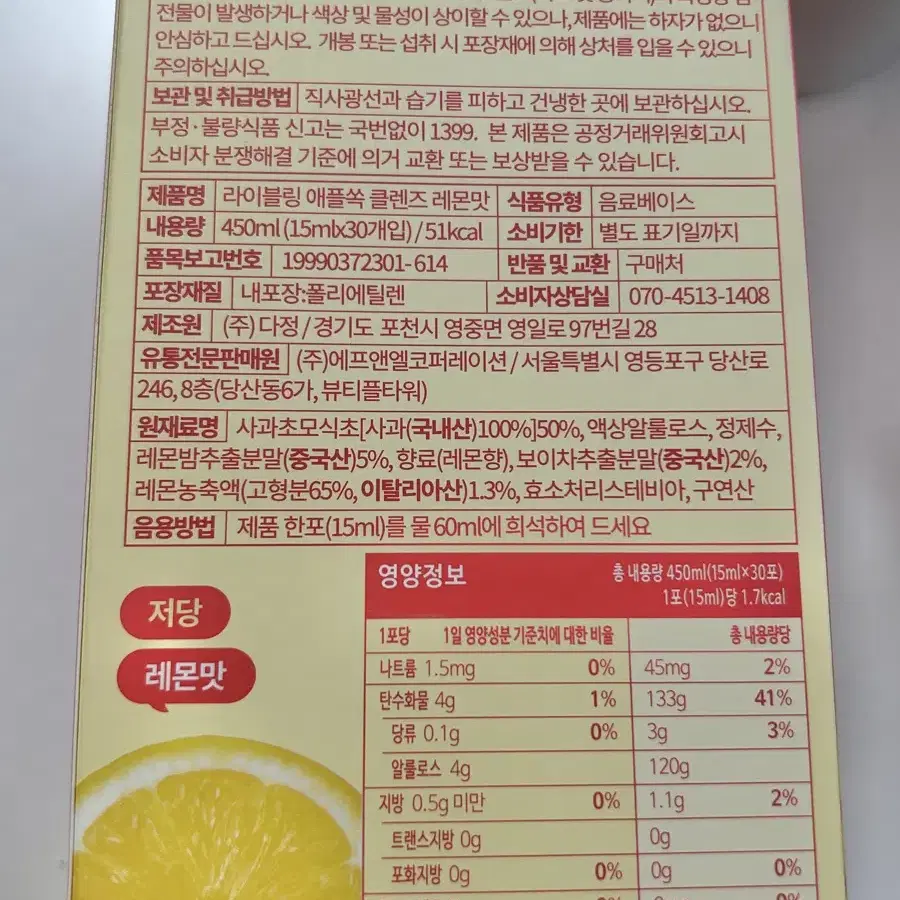 전물이 발생하거나 색상 및 물성이 상이할 수 있으나, 제품에는 하자가 없으니
안심하고 드십시오. 개봉 또는 섭취 시 포장재에 의해 상처를 입을 수 있으니
주의하십시오.
보관 및 취급방법 직사광선과 습기를 피하고 건냉한 곳에 보관하십시오.
부정·불량식품 신고는 국번없이 1399. 본 제품은 공정거래위원회고시
소비자 분쟁해결 기준에 의거 교환 또는 보상받을 수 있습니다.
제품명 라이블링 애플쏙 클렌즈 레몬맛 식품유형 음료베이스
내용량 450ml (15mlx30개입) / 51kcal 소비기한 별도 표기일까지
품목보고번호 19990372301-614 반품 및 교환 구매처
포장재질 내포장:폴리에틸렌 소비자상담실 070-4513-1408
제조원 (주) 다정 / 경기도 포천시 영중면 영일로 97번길 28
유통전문판매원 (주)에프앤엘코퍼레이션 / 서울특별시 영등포구 당산로
246, 8층(당산동6가, 뷰티플타워)
원재료명 사과초모식초[사과(국내산)100%]50%, 액상알룰로스, 정제수,
레몬밤추출분말(중국산)5%, 향료(레몬향), 보이차추출분말(중국산)2%,
레몬농축액(고형분65%, 이탈리아산)1.3%, 효소처리스테비아, 구연산
음용방법 제품 한포(15ml)를 물 60ml에 희석하여 드세요
영양정보 총 내용량 450ml(15ml×30포)
1포(15ml)당 1.7kcal
저당
레몬맛
1포당 1일 영양성분 기준치에 대한 비율 총 내용량당
나트륨 1.5mg 0% 45mg 2%
탄수화물 4g 1% 133g 41%
당류 0.1g 0% 3g 3%
알룰로스 4g 120g
지방 0.5g 미만 0% 1.1g 2%
트랜스지방 0g 0g
포화지방 0g 0% 0g 0%